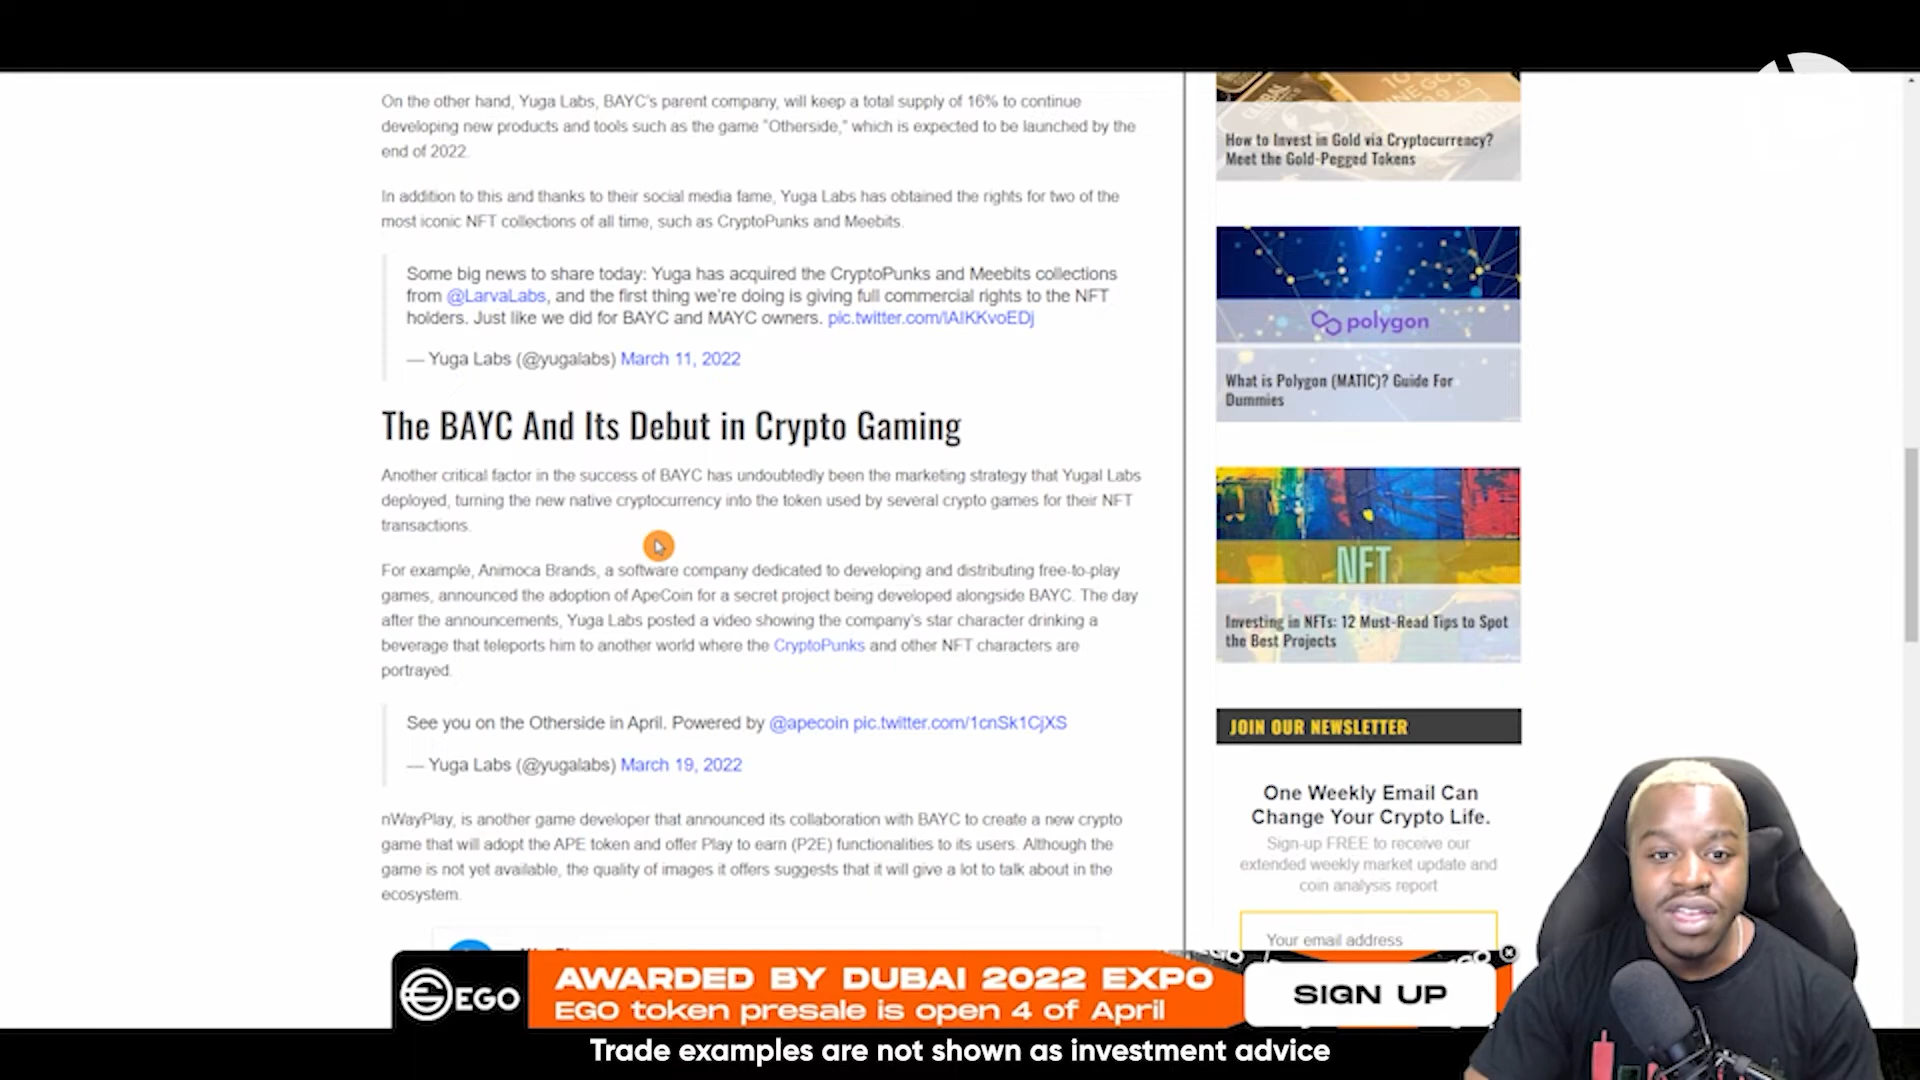 On the other hand, Yuga Labs, BAYC's parent company, will keep a total supply of 16% to continue
developing new products and tools such as the game "Otherside," which is expected to be launched by the
end of 2022.
In addition to this and thanks to their social media fame, Yuga Labs has obtained the rights for two of the
most iconic NFT collections of all time, such as CryptoPunks and Meebits.
Some big news to share today: Yuga has acquired the CryptoPunks and Meebits collections
from @LarvaLabs, and the first thing we're doing is giving full commercial rights to the NFT
holders. Just like we did for BAYC and MAYC owners. pic.twitter.com/lAIKKvoEDj
— Yuga Labs (@yugalabs) March 11, 2022
The BAYC And Its Debut in Crypto Gaming
Another critical factor in the success of BAYC has undoubtedly been the marketing strategy that Yugal Labs
deployed, turning the new native cryptocurrency into the token used by several crypto games for their NFT
transactions.
For example, Animoca Brands, a software company dedicated to developing and distributing free-to-play
games, announced the adoption of ApeCoin for a secret project being developed alongside BAYC. The day
after the announcements, Yuga Labs posted a video showing the company's star character drinking a
beverage that teleports him to another world where the CryptoPunks and other NFT characters are
portrayed.
See you on the Otherside in April. Powered by @apecoin pic.twitter.com/1cnSk1CjXS
— Yuga Labs (@yugalabs) March 19, 2022
nWayPlay, is another game developer that announced its collaboration with BAYC to create a new crypto
game that will adopt the APE token and offer Play to earn (P2E) functionalities to its users. Although the
game is not yet available, the quality of images it offers suggests that it will give a lot to talk about in the
ecosystem.
How to Invest in Gold via Cryptocurrency?
Meet the Gold-Pegged Tokens
polygon
What is Polygon (MATIC)? Guide For
Dummies
NFT
Investing in NFTs: 12 Must-Read Tips to Spot
the Best Projects
JOIN OUR NEWSLETTER
One Weekly Email Can
Change Your Crypto Life.
Sign-up FREE to receive our
extended weekly market update and
coin analysis report
Your email address
EGO
AWARDED BY DUBAI 2022 EXPO
EGO token presale is open 4 of April
SIGN UP
Trade examples are not shown as investment advice